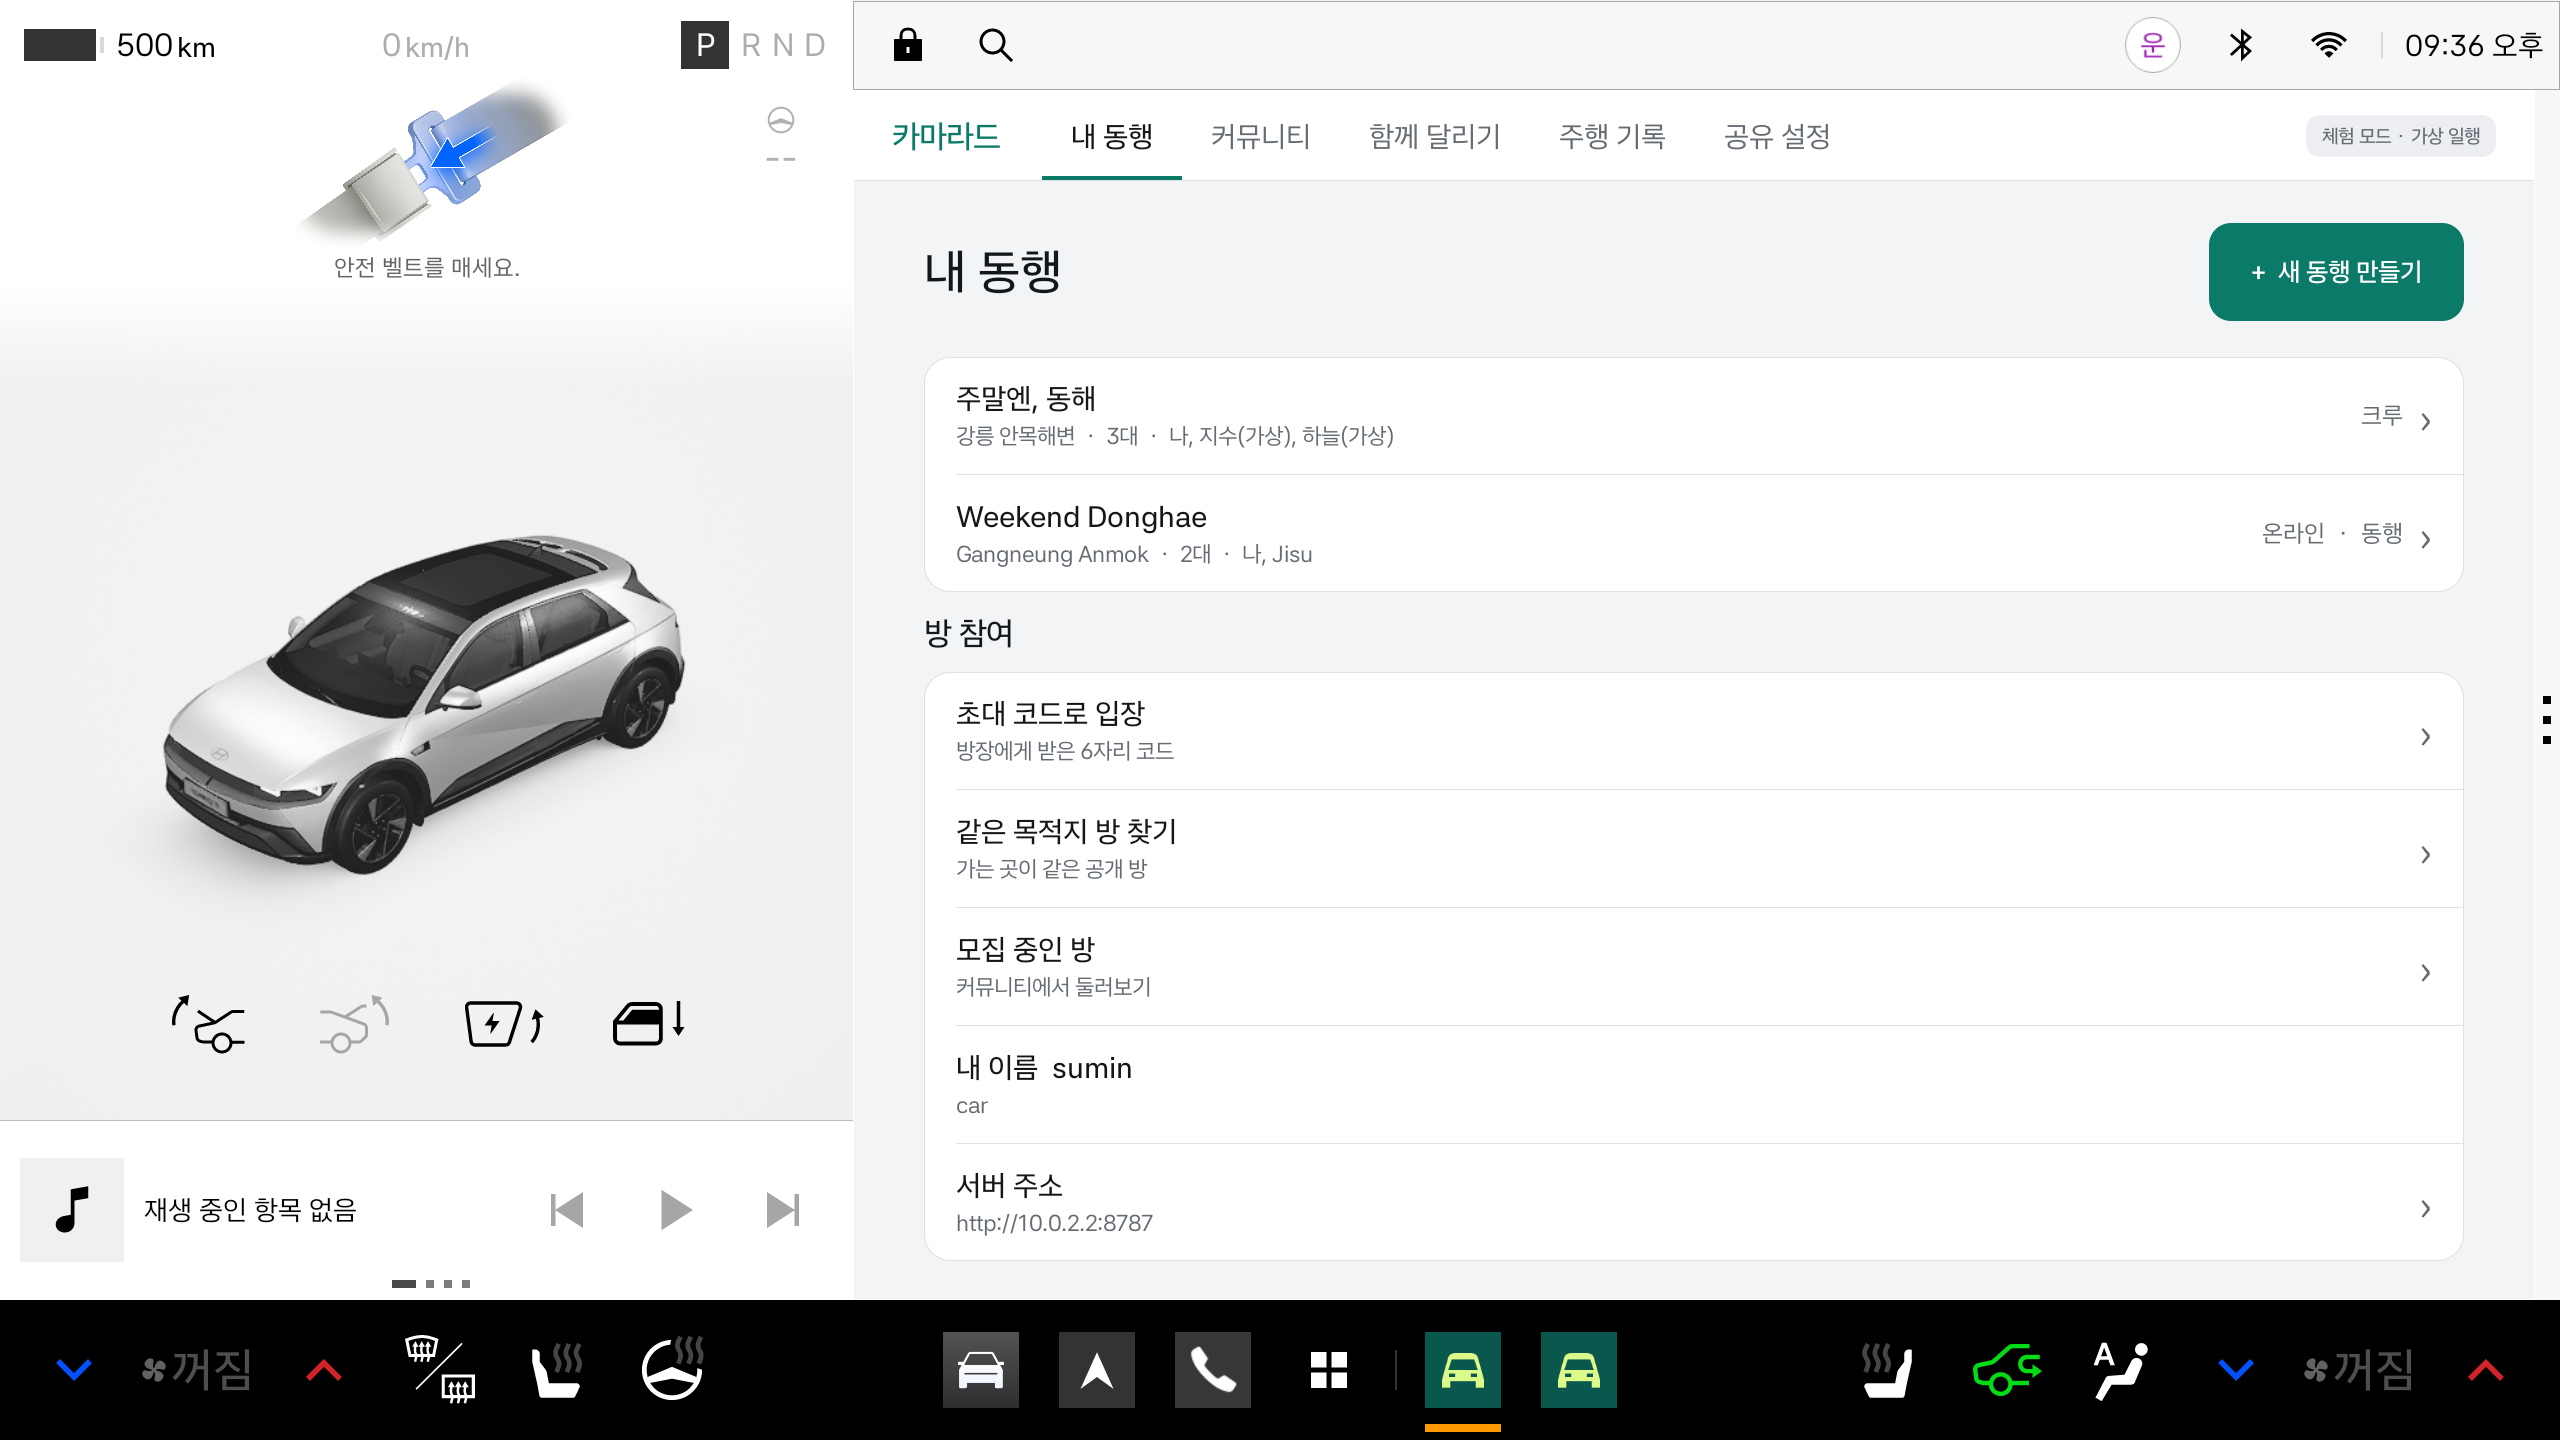 500 km
0 km/h
P R N D
운
09:36 오후
안전 벨트를 매세요.
카마라드
내 동행
커뮤니티
함께 달리기
주행 기록
공유 설정
체험 모드 · 가상 일행
내 동행
+ 새 동행 만들기
주말엔, 동해
강릉 안목해변 · 3대 · 나, 지수(가상), 하늘(가상)
크루
Weekend Donghae
Gangneung Anmok · 2대 · 나, Jisu
온라인 · 동행
방 참여
초대 코드로 입장
방장에게 받은 6자리 코드
같은 목적지 방 찾기
가는 곳이 같은 공개 방
모집 중인 방
커뮤니티에서 둘러보기
내 이름 sumin
car
서버 주소
http://10.0.2.2:8787
재생 중인 항목 없음
꺼짐
A
꺼짐